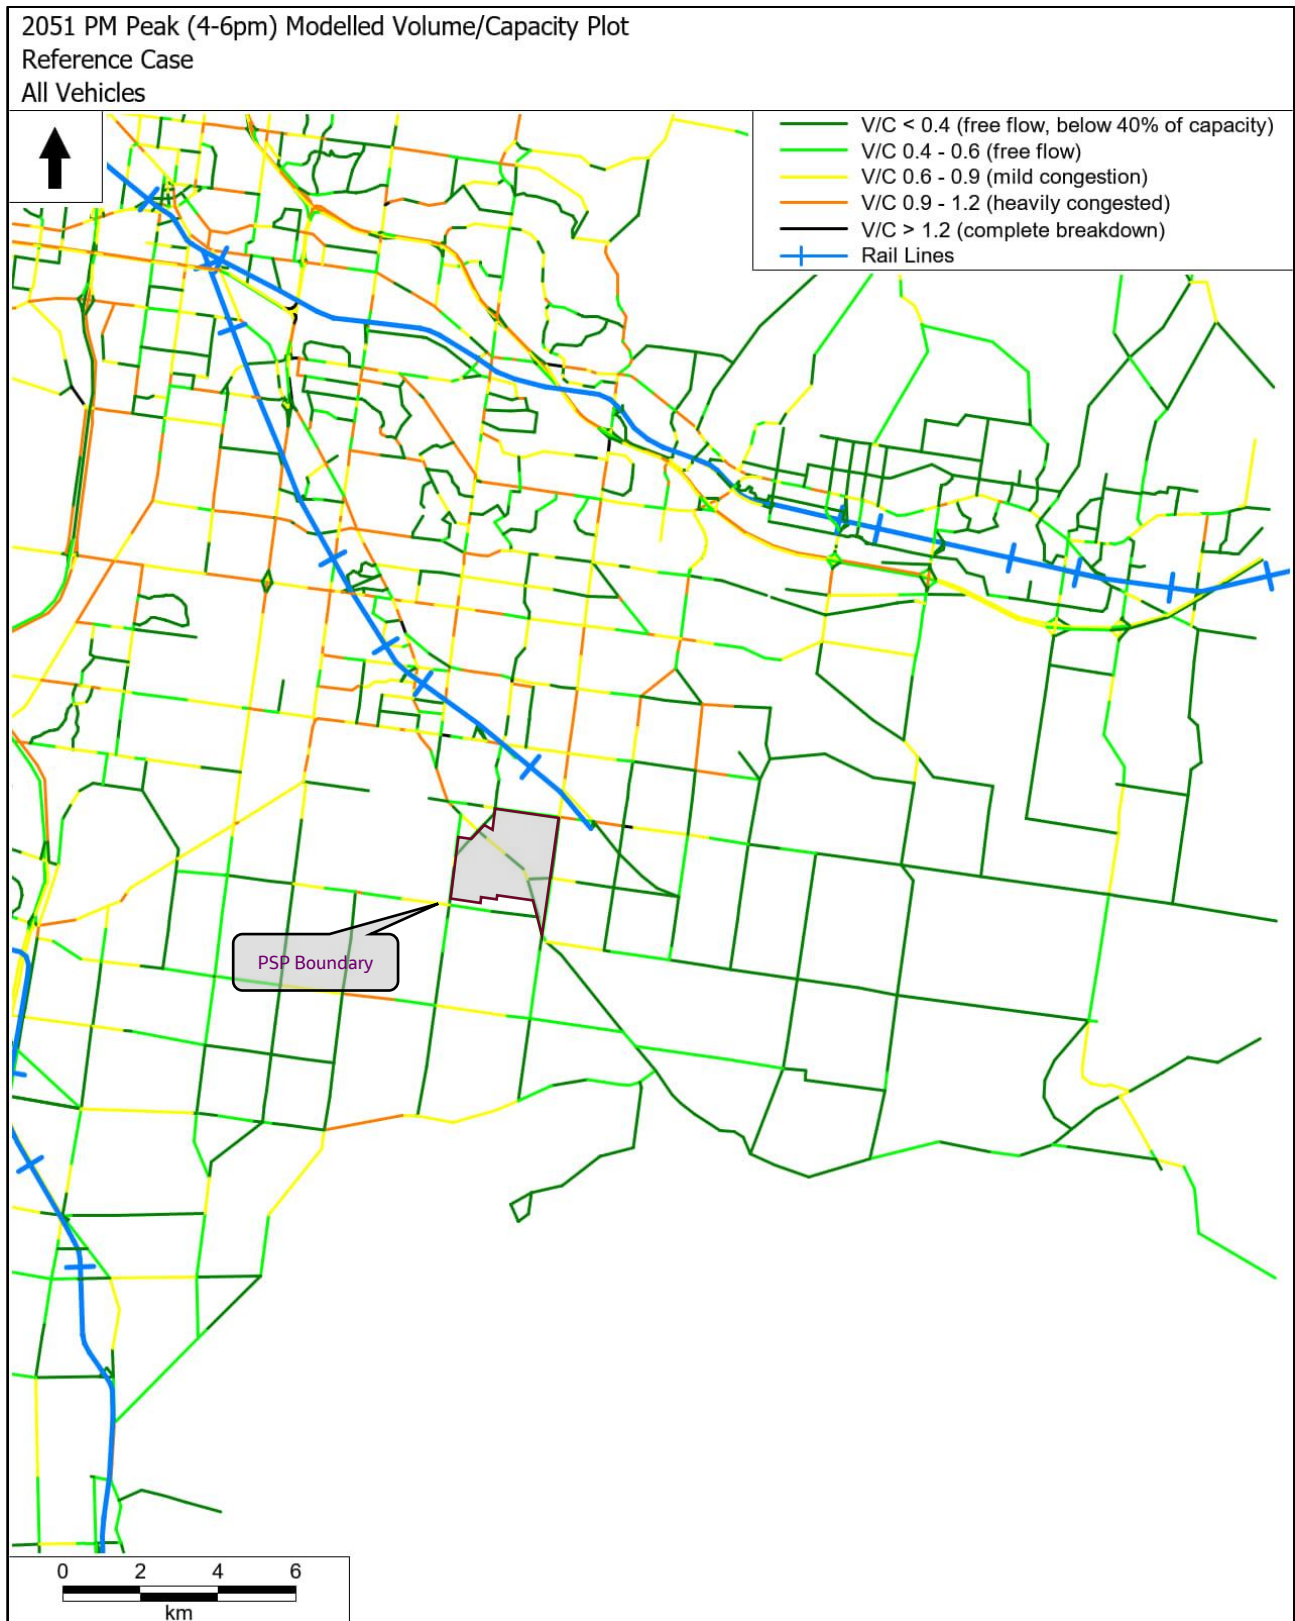 2051 PM Peak (4-6pm) Modelled Volume/Capacity Plot
Reference Case
All Vehicles
V/C < 0.4 (free flow, below 40% of capacity)
V/C 0.4 - 0.6 (free flow)
V/C 0.6 - 0.9 (mild congestion)
V/C 0.9 - 1.2 (heavily congested)
V/C > 1.2 (complete breakdown)
Rail Lines
PSP Boundary
0 2 4 6
km